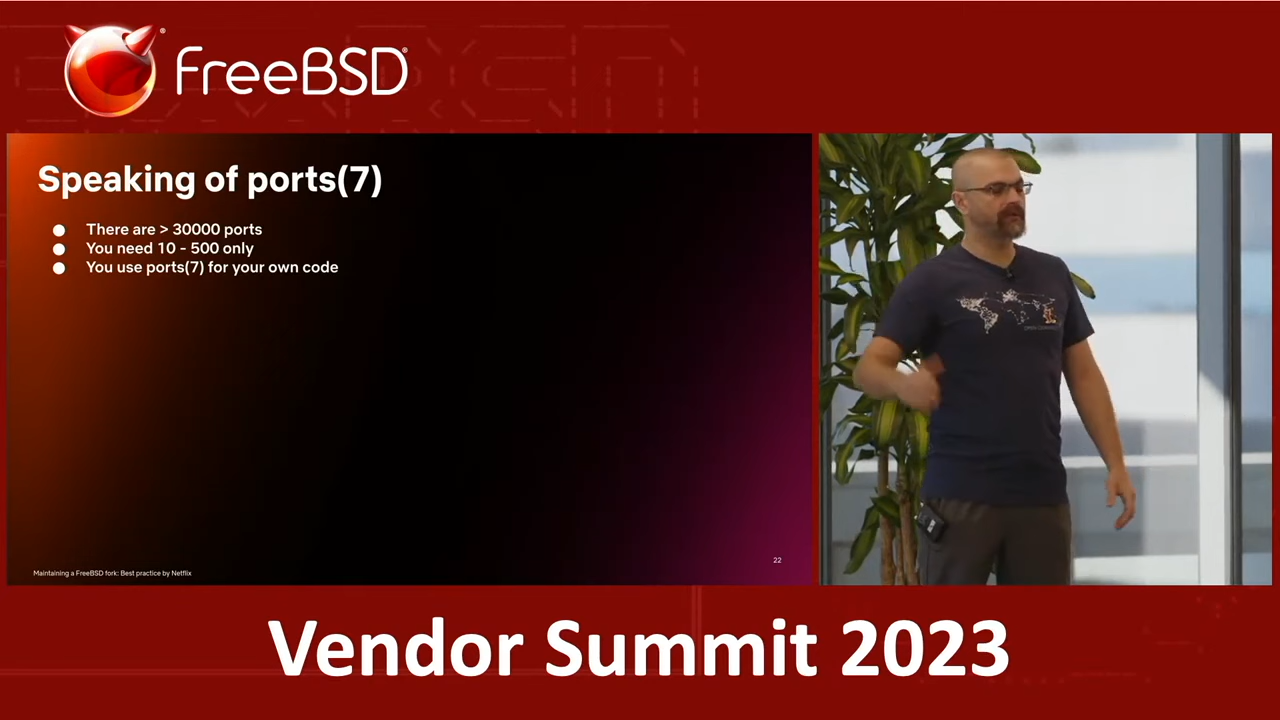 FreeBSD
Speaking of ports(7)
There are > 30000 ports
You need 10 - 500 only
You use ports(7) for your own code
22
Maintaining a FreeBSD fork: Best practice by Netflix
Vendor Summit 2023